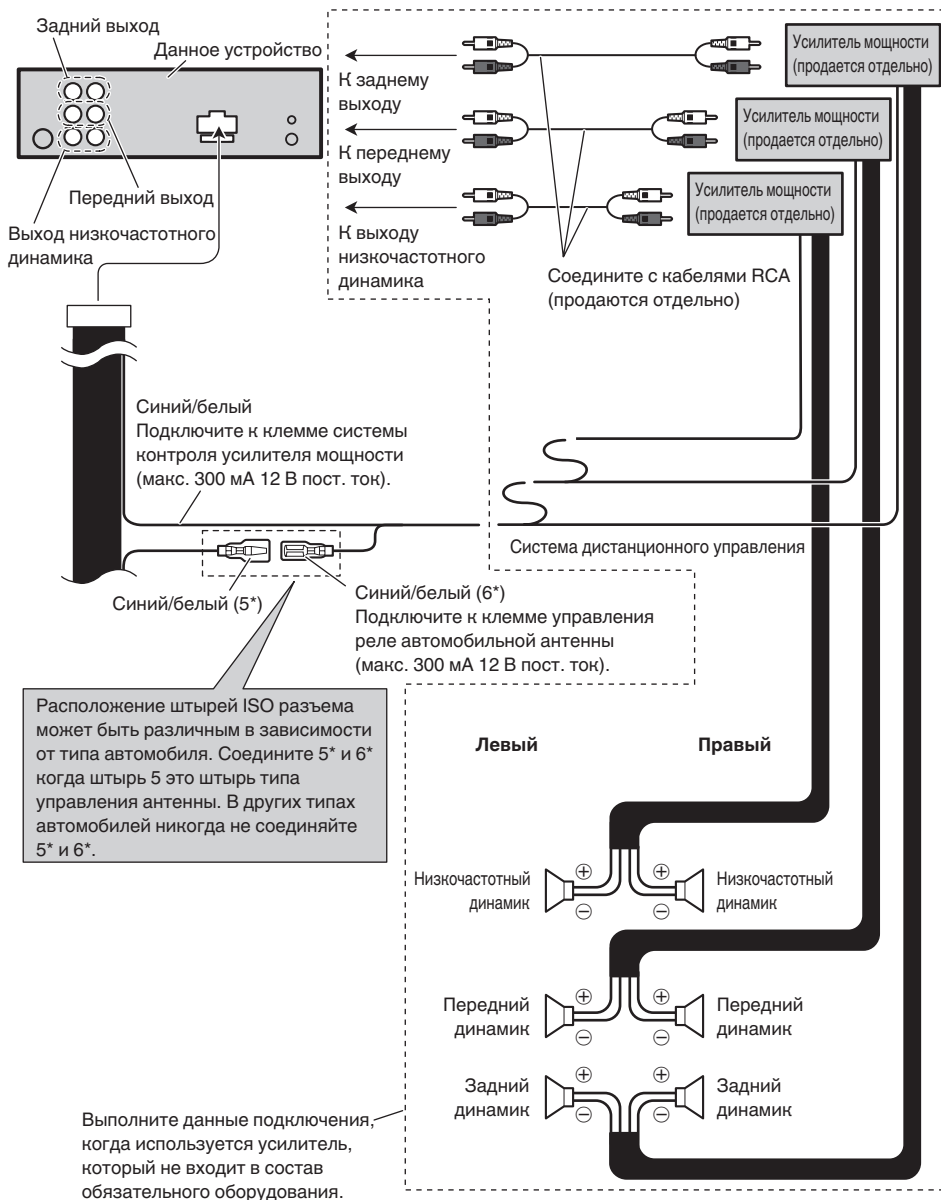 Задний выход
Данное устройство
Усилитель мощности
(продается отдельно)
К заднему
выходу
Усилитель мощности
(продается отдельно)
К переднему
выходу
Усилитель мощности
(продается отдельно)
Передний выход
Выход низкочастотного
динамика
К выходу
низкочастотного
динамика
Соедините с кабелями RCA
(продаются отдельно)
Синий/белый
Подключите к клемме системы
контроля усилителя мощности
(макс. 300 мА 12 В пост. ток).
Система дистанционного управления
Синий/белый (5*)
Синий/белый (6*)
Подключите к клемме управления
реле автомобильной антенны
(макс. 300 мА 12 В пост. ток).
Расположение штырей ISO разъема
может быть различным в зависимости
от типа автомобиля. Соедините 5* и 6*
когда штырь 5 это штырь типа
управления антенны. В других типах
автомобилей никогда не соединяйте
5* и 6*.
Левый
Правый
Низкочастотный
динамик
⊕
⊖
⊕
⊖
Низкочастотный
динамик
Передний
динамик
⊕
⊖
⊕
⊖
Передний
динамик
Задний
динамик
⊕
⊖
⊕
⊖
Задний
динамик
Выполните данные подключения,
когда используется усилитель,
который не входит в состав
обязательного оборудования.